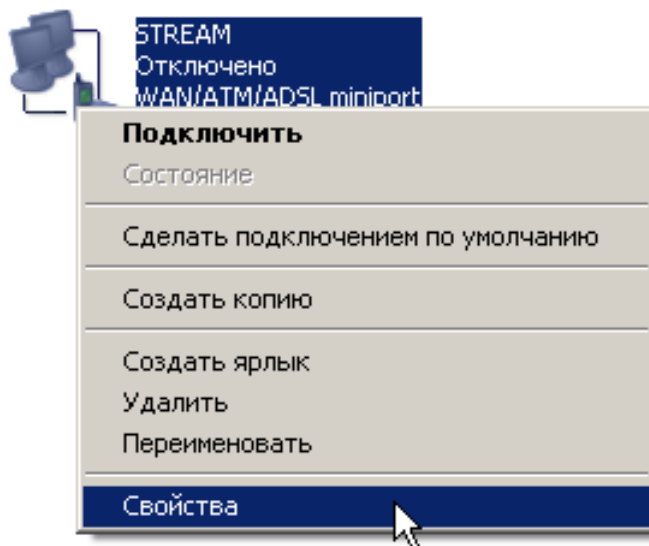 STREAM
Отключено
WAN/ATM/ADSL miniport
Подключить
Состояние
Сделать подключением по умолчанию
Создать копию
Создать ярлык
Удалить
Переименовать
Свойства